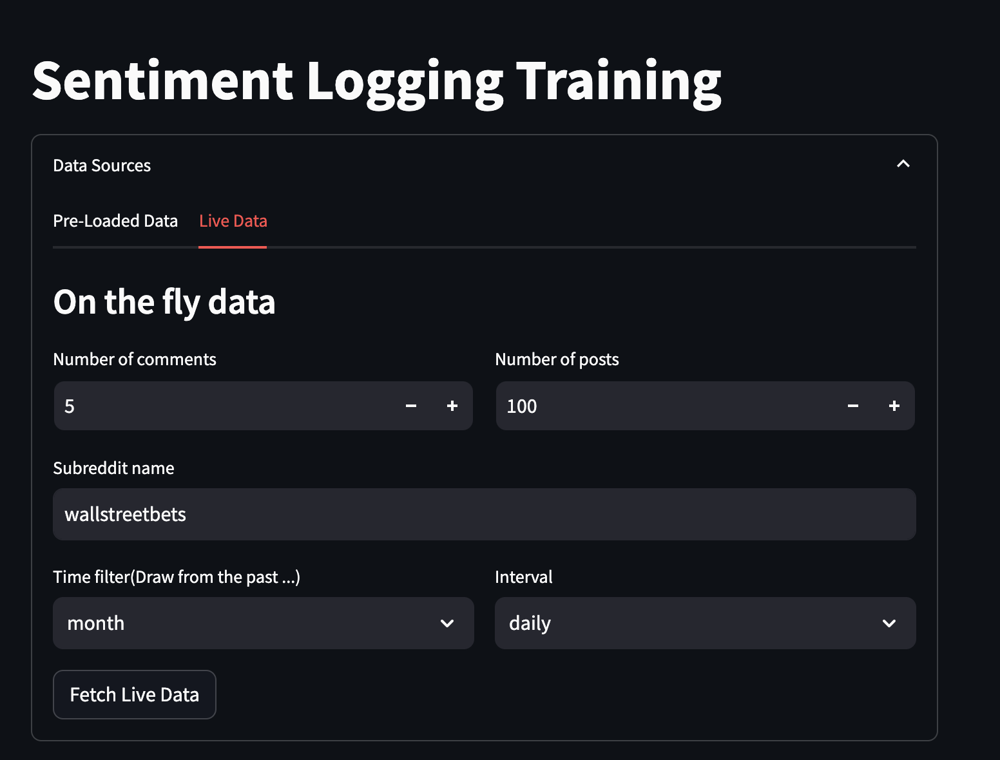 Sentiment Logging Training
Data Sources
Pre-Loaded Data Live Data
On the fly data
Number of comments Number of posts
5 − + 100 − +
Subreddit name
wallstreetbets
Time filter(Draw from the past ...) Interval
month daily
Fetch Live Data